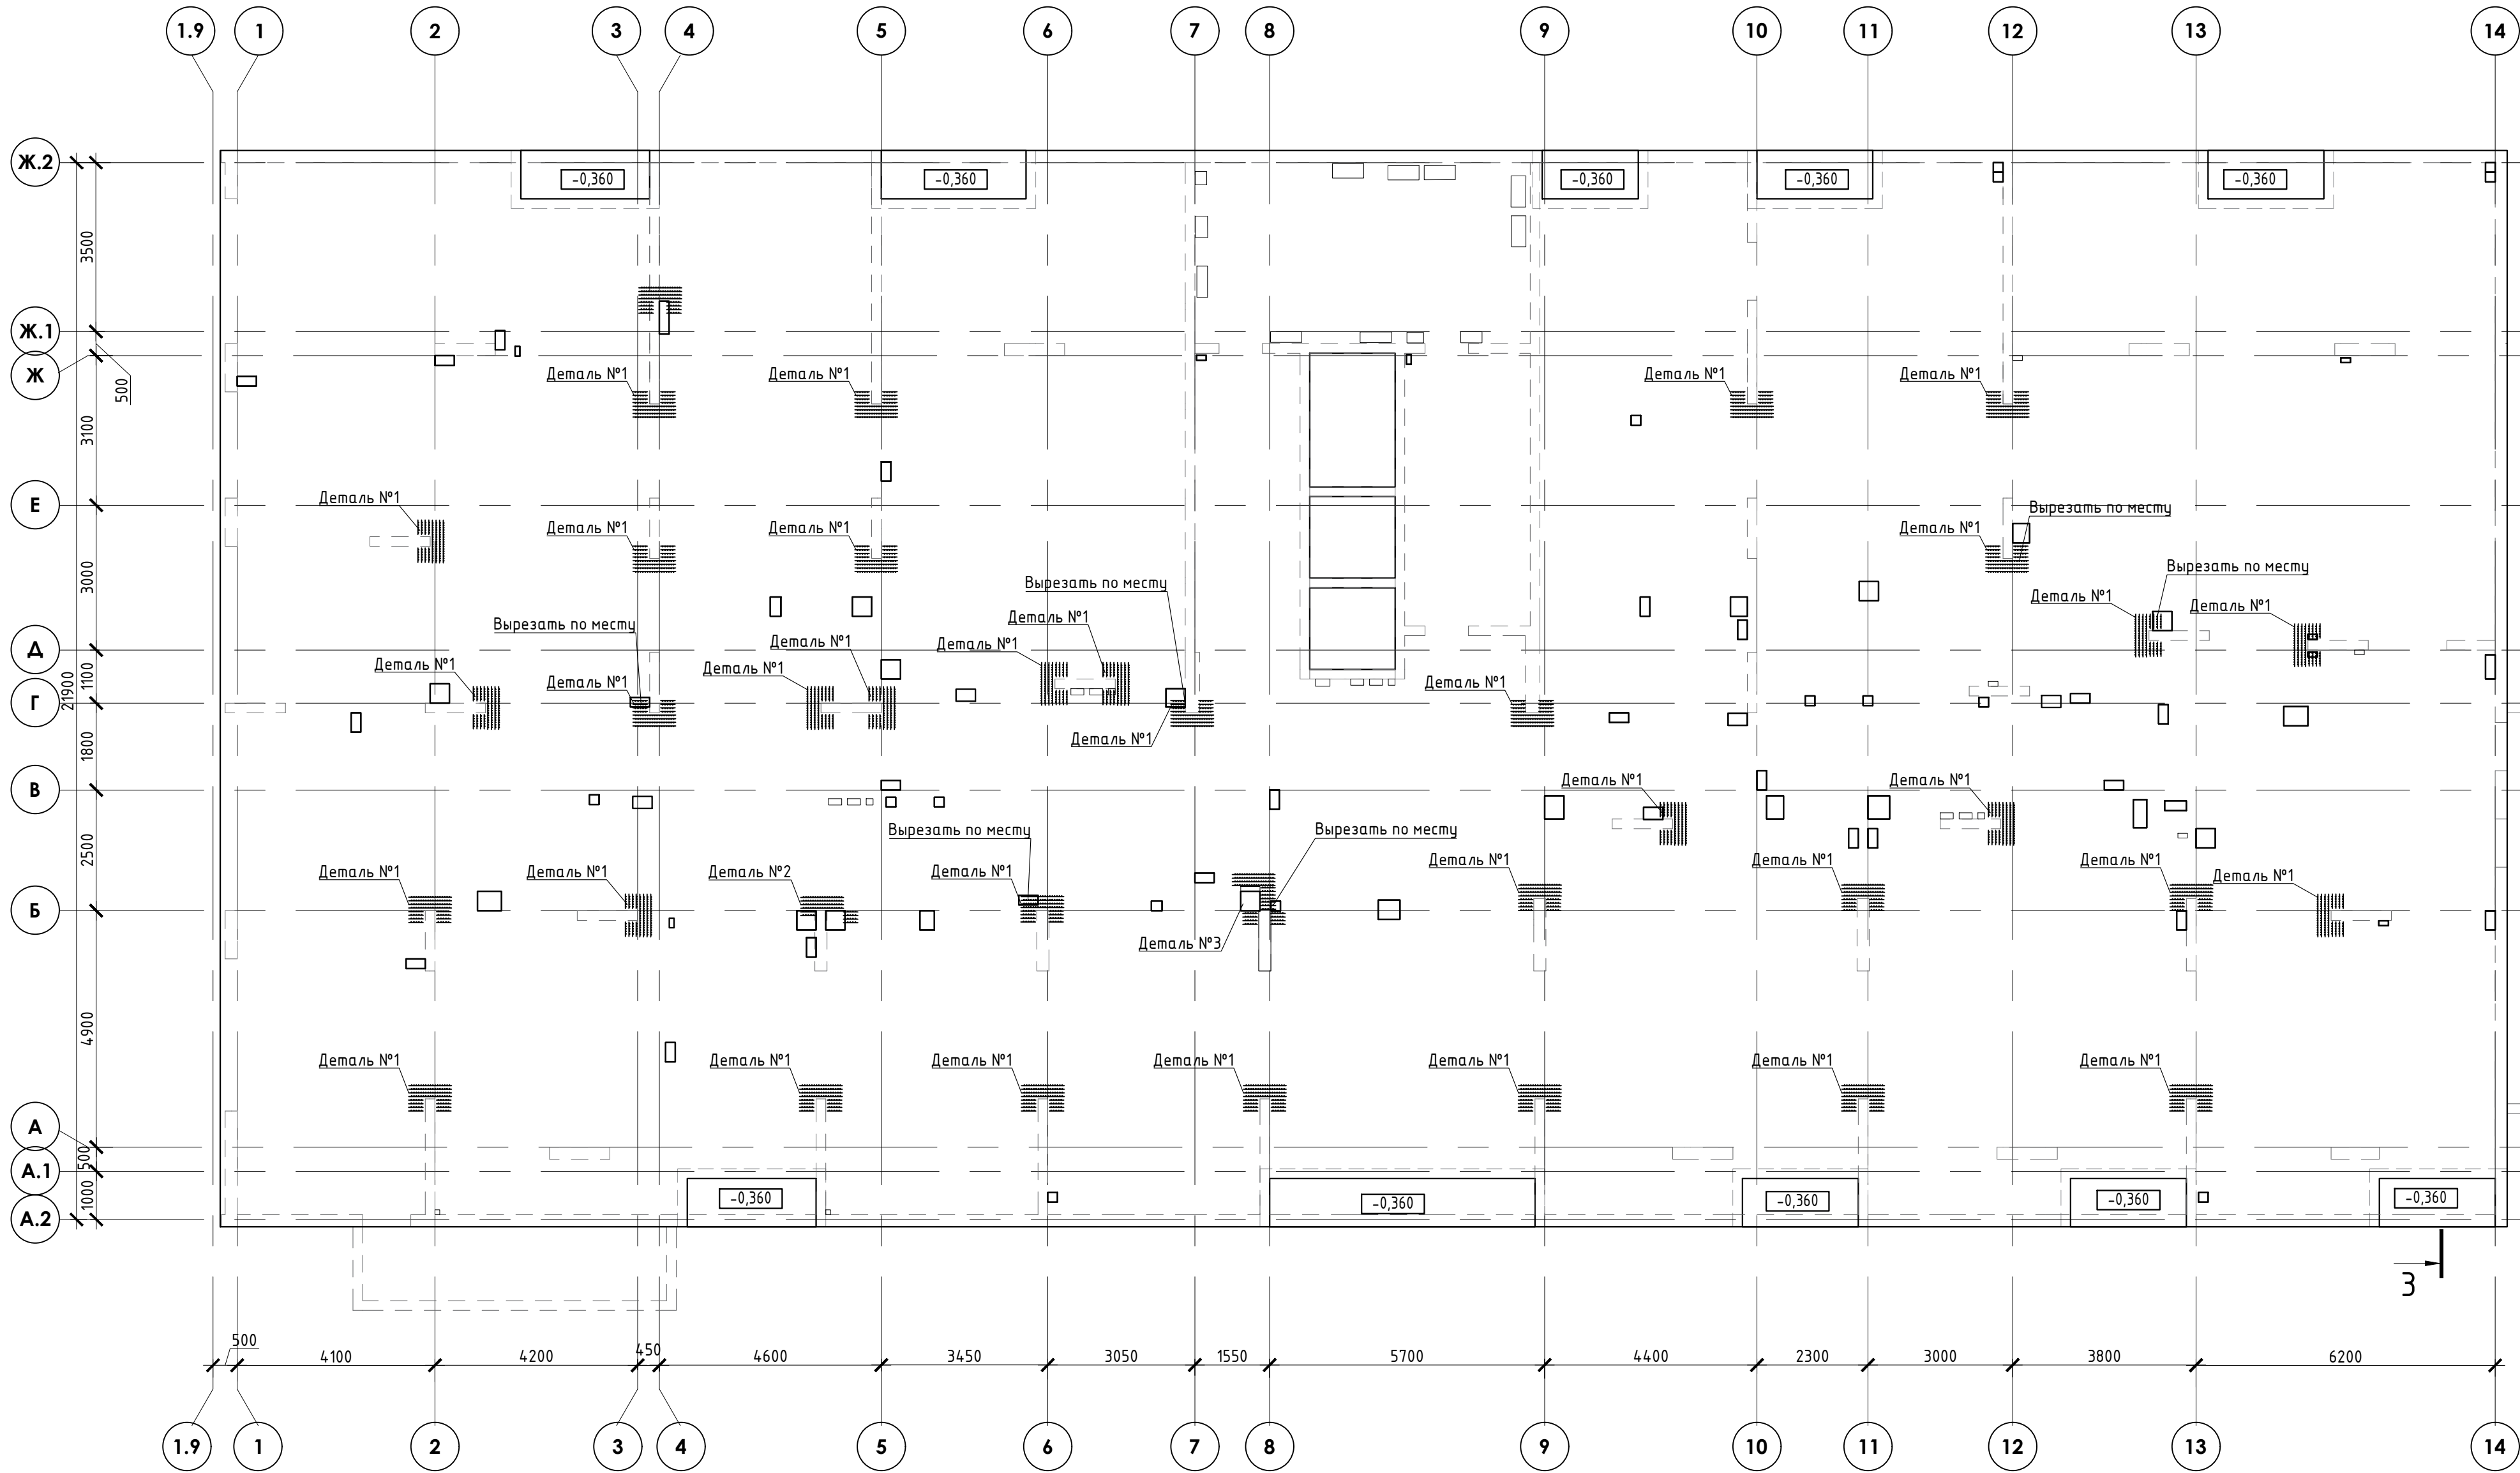 1.9 1 2 3 4 5 6 7 8 9 10 11 12 13 14
Ж.2
-0,360 -0,360 -0,360 -0,360 -0,360
3500
Ж.1
Ж
500
Деталь №1 Деталь №1 Деталь №1 Деталь №1
3100
Деталь №1
Е
Вырезать по месту
Деталь №1 Деталь №1 Деталь №1
3000
Вырезать по месту
Вырезать по месту
Деталь №1 Деталь №1
Деталь №1
Вырезать по месту
Деталь №1 Деталь №1
Д
Деталь №1 Деталь №1
1100
Деталь №1 Деталь №1
21900
Г
Деталь №1
1800
Деталь №1 Деталь №1
В
Вырезать по месту Вырезать по месту
2500
Деталь №1 Деталь №1
Деталь №1 Деталь №1 Деталь №2 Деталь №1 Деталь №1
Деталь №1
Б
Деталь №3
4900
Деталь №1 Деталь №1 Деталь №1 Деталь №1 Деталь №1 Деталь №1 Деталь №1
А
500
А.1
1000
-0,360 -0,360 -0,360 -0,360 -0,360
А.2
3
500 4100 4200 450 4600 3450 3050 1550 5700 4400 2300 3000 3800 6200
1.9 1 2 3 4 5 6 7 8 9 10 11 12 13 14